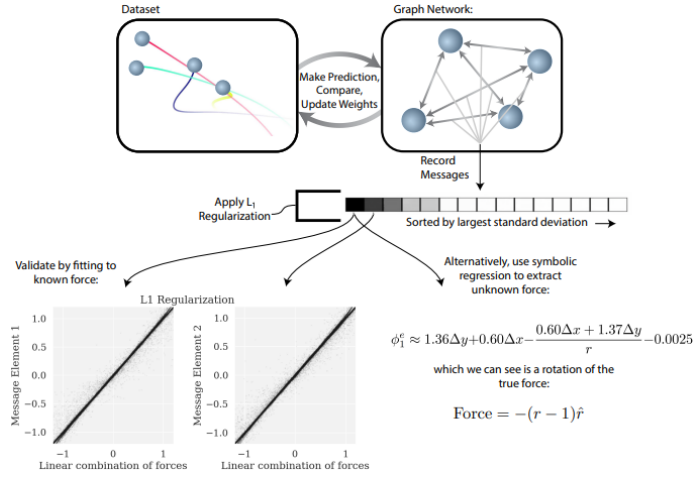 Dataset
Graph Network:
Make Prediction,
Compare,
Update Weights
Record
Messages
Apply L₁
Regularization
Sorted by largest standard deviation
Validate by fitting to
known force:
Alternatively, use symbolic
regression to extract
unknown force:
L1 Regularization
Message Element 1
1.0
0.5
0.0
−0.5
−1.0
−1 0 1
Linear combination of forces
Message Element 2
1.0
0.5
0.0
−0.5
−1.0
−1 0 1
Linear combination of forces
ϕ₁ᵉ ≈ 1.36Δy+0.60Δx−(0.60Δx + 1.37Δy)/r−0.0025
which we can see is a rotation of the
true force:
Force = −(r − 1)r̂